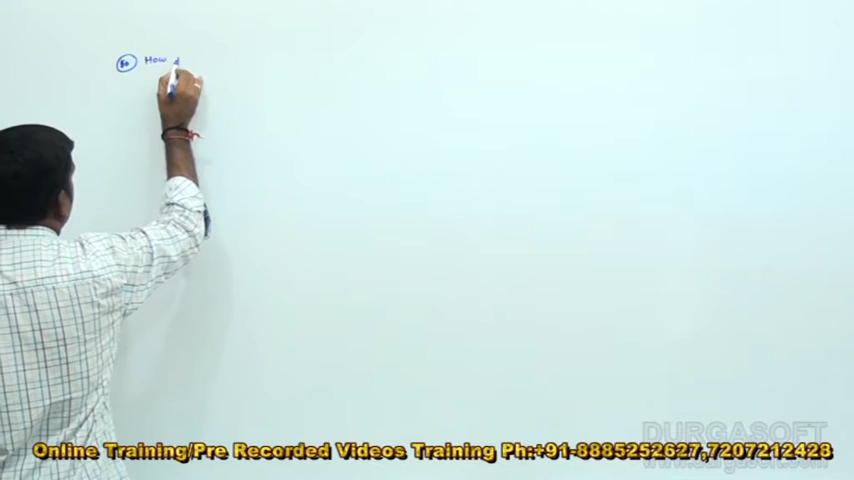 How d
DURGASOFT
www.durgasoft.com
Online Training/Pre Recorded Videos Training Ph:+91-8885252627,7207212428